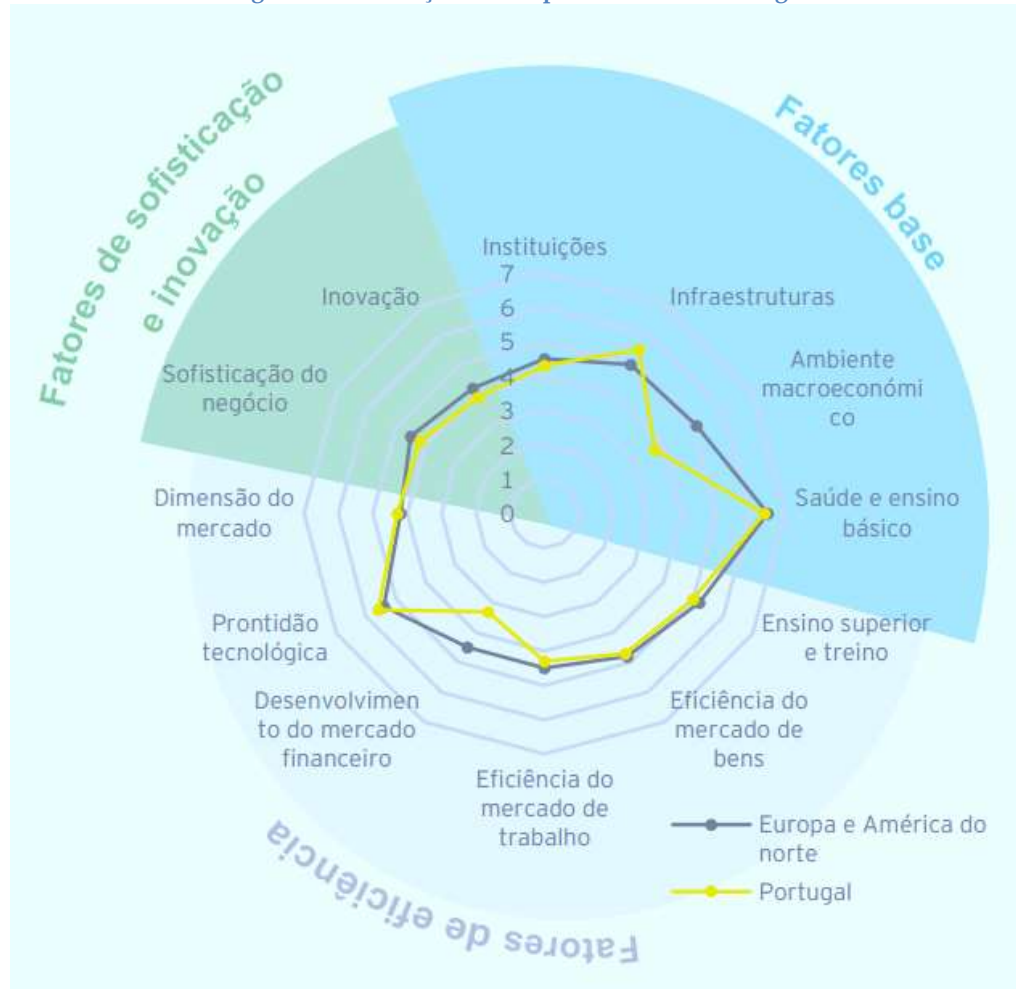 Fatores de sofisticação
e inovação
Fatores base
Instituições
7
6
5
4
3
2
1
0
Inovação
Infraestruturas
Sofisticação do
negócio
Ambiente
macroeconómi
co
Dimensão do
mercado
Saúde e ensino
básico
Prontidão
tecnológica
Ensino superior
e treino
Desenvolvimen
to do mercado
financeiro
Eficiência do
mercado de
bens
Eficiência do
mercado de
trabalho
Europa e América do
norte
Portugal
Fatores de eficiência